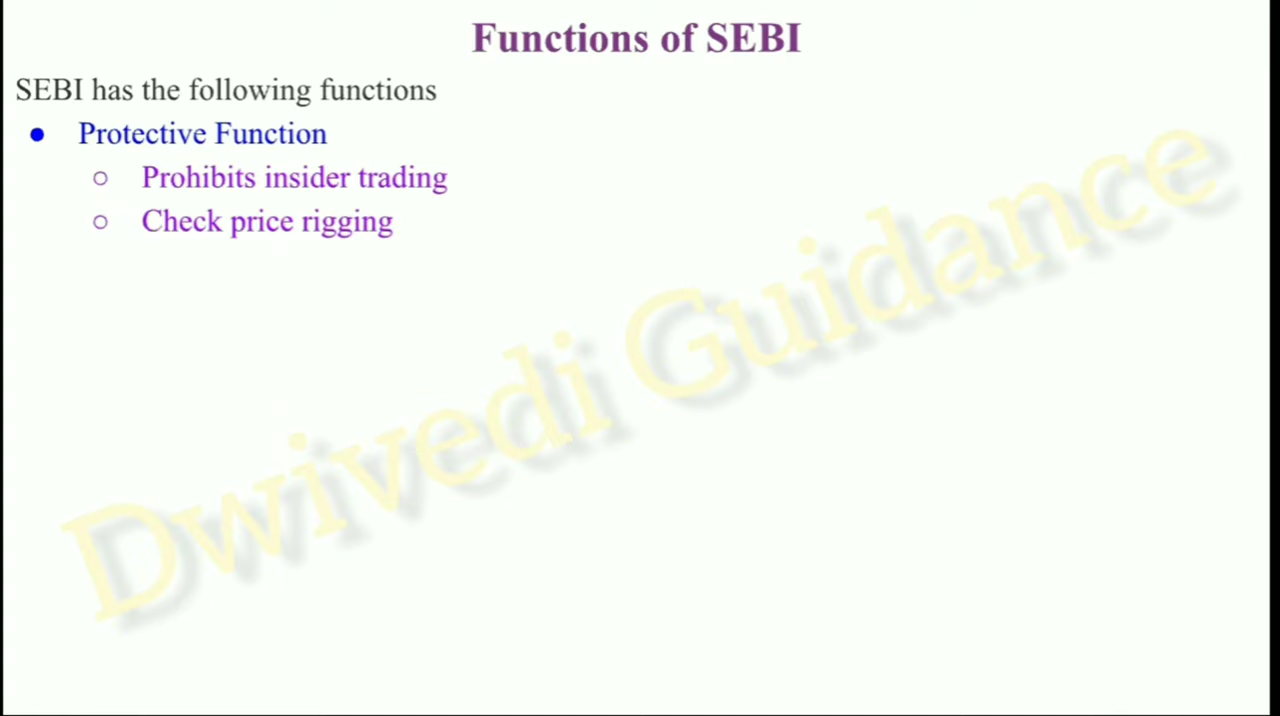 Functions of SEBI
SEBI has the following functions
● Protective Function
○ Prohibits insider trading
○ Check price rigging
Dwivedi Guidance